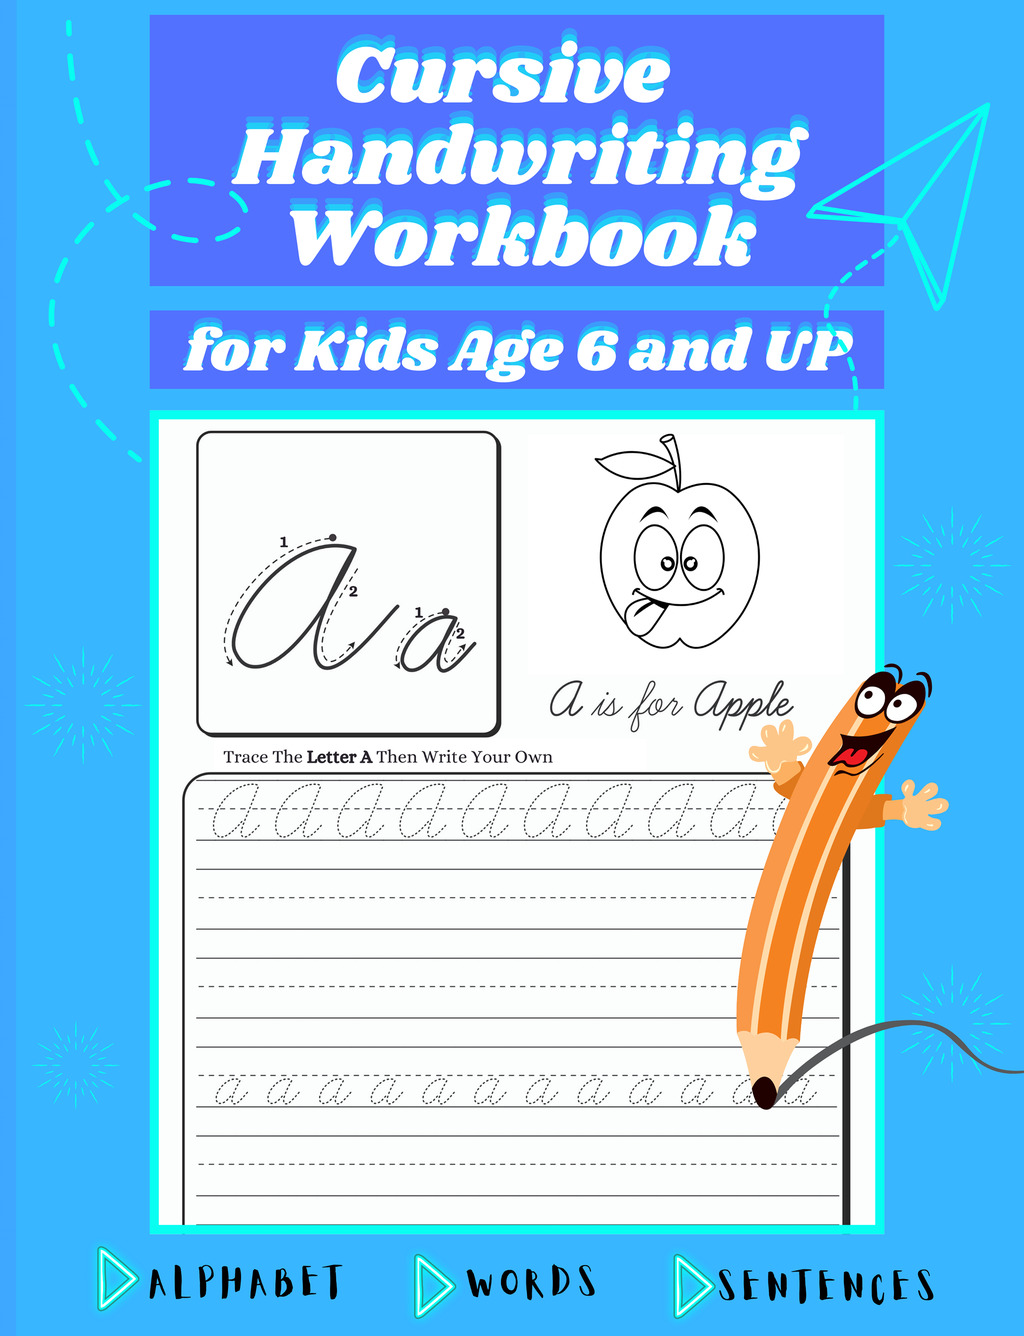 Cursive
Handwriting
Workbook
for Kids Age 6 and UP
1
2
1
2
A a
A is for Apple
Trace The Letter A Then Write Your Own
A A A A A A A A A A
a a a a a a a a a a a a
ALPHABET
WORDS
SENTENCES